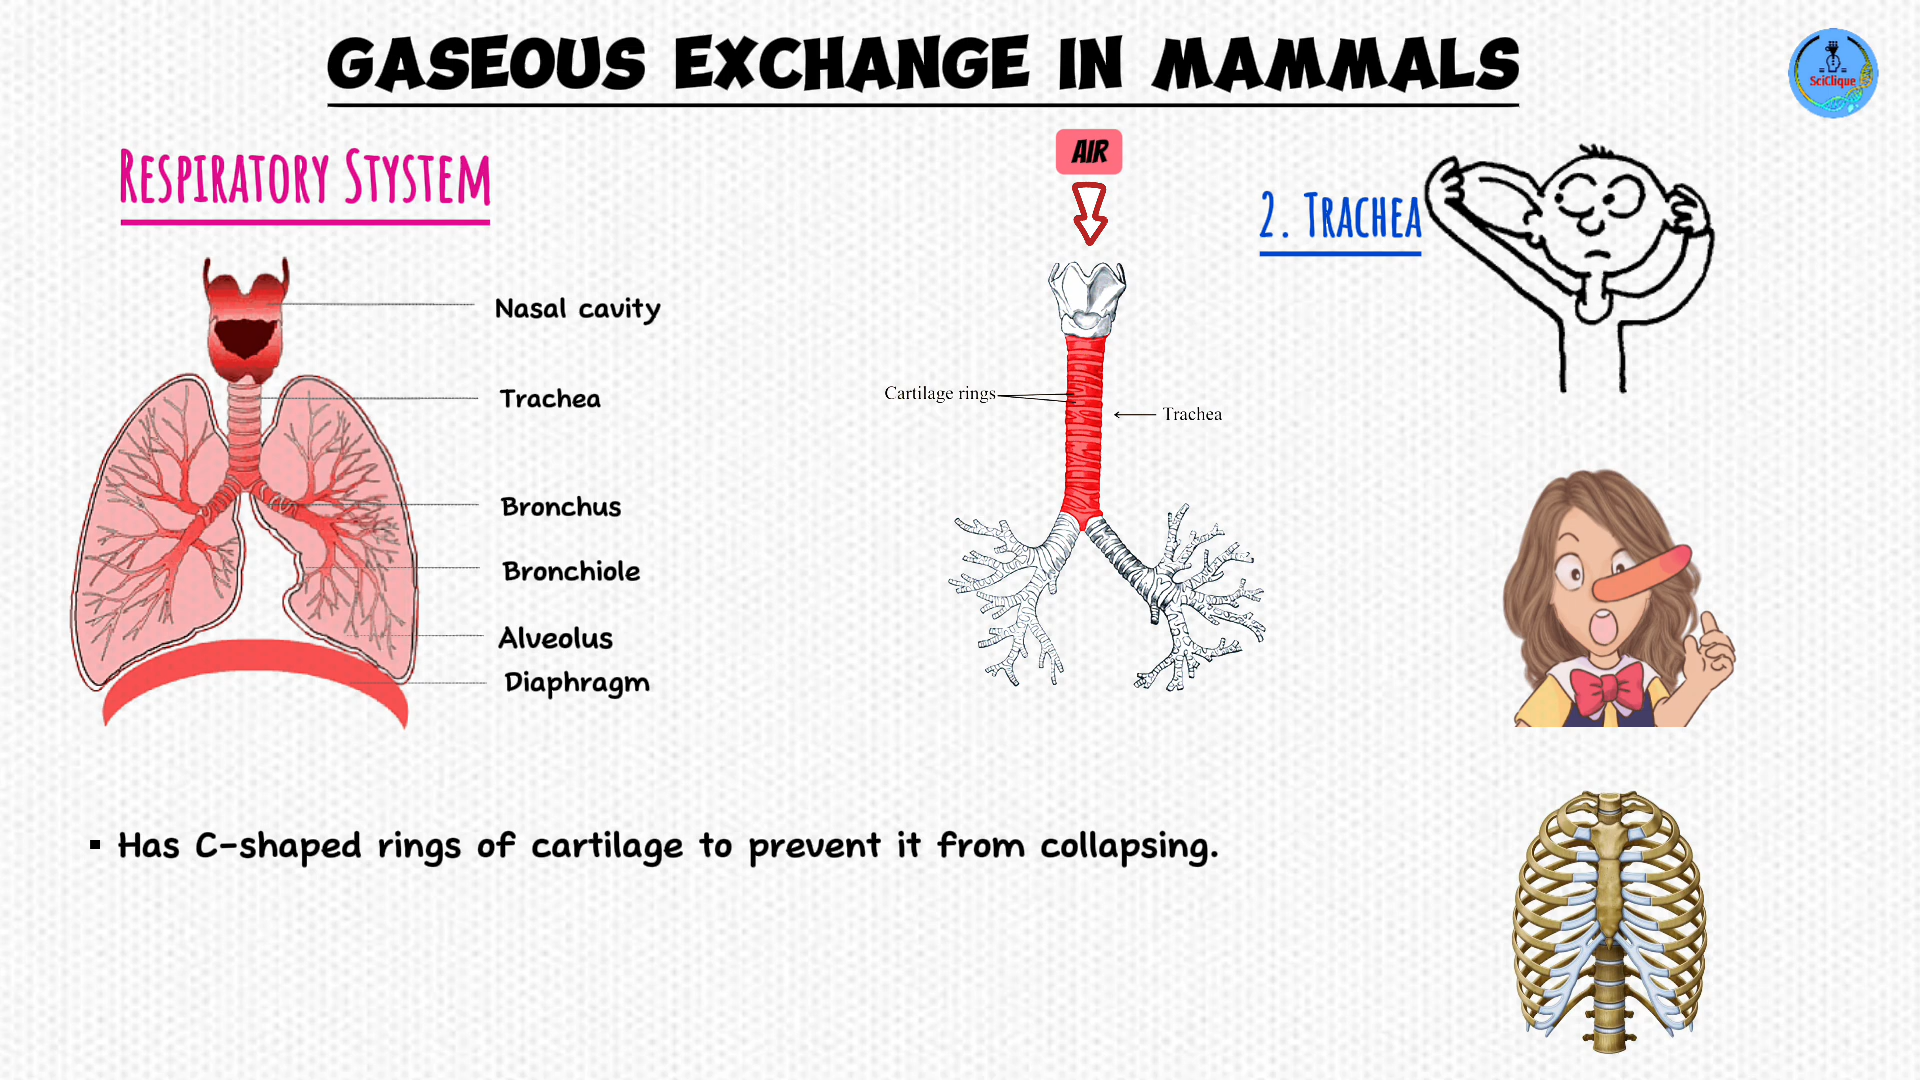 GASEOUS EXCHANGE IN MAMMALS
SciClique
RESPIRATORY STYSTEM
AIR
2. TRACHEA
Nasal cavity
Trachea
Bronchus
Bronchiole
Alveolus
Diaphragm
Cartilage rings
Trachea
▪ Has C-shaped rings of cartilage to prevent it from collapsing.